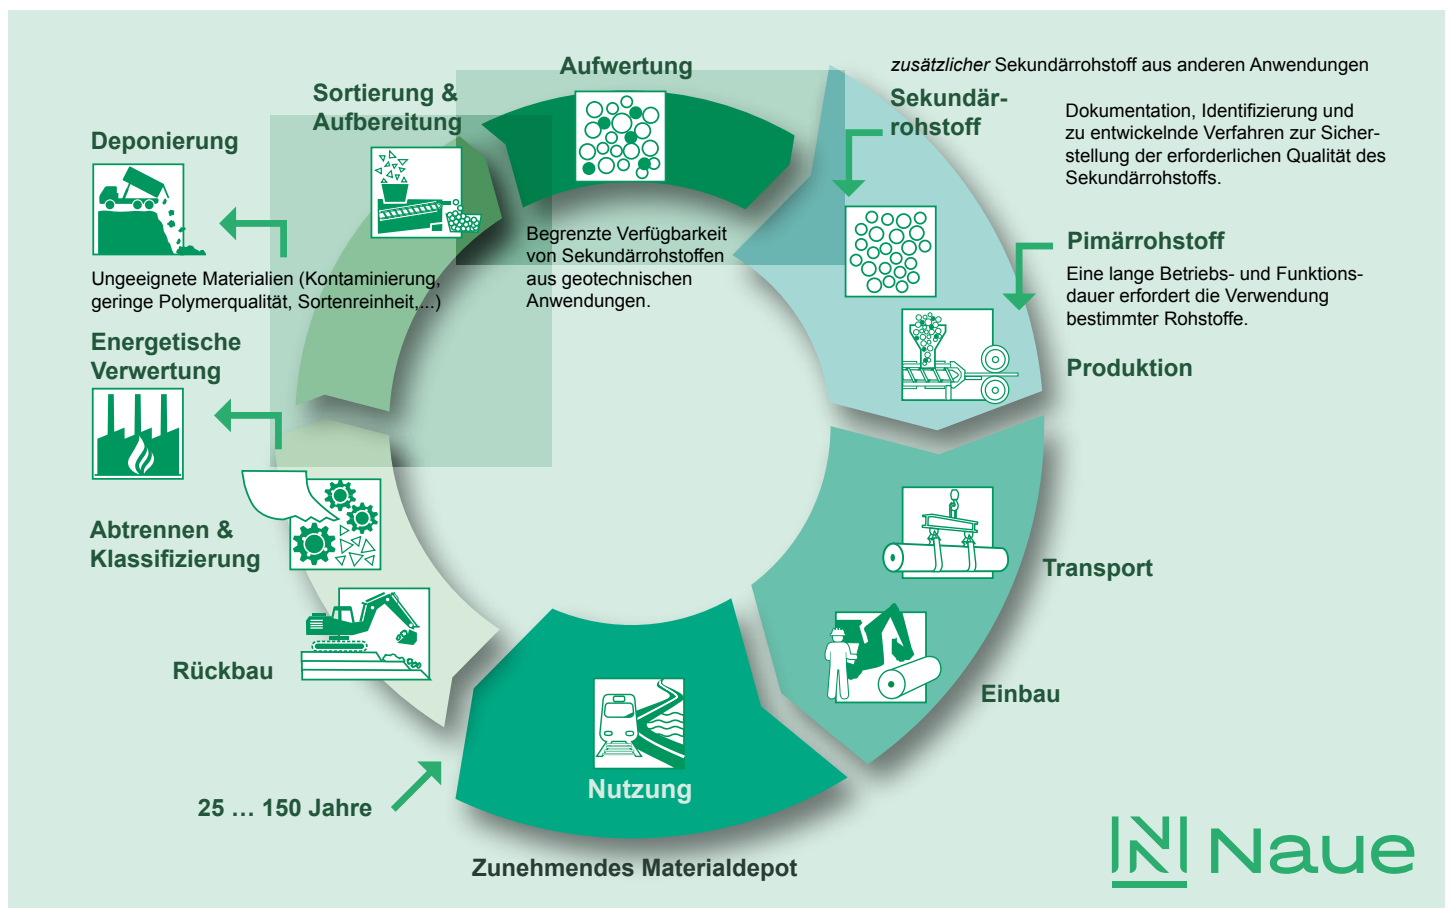 zusätzlicher Sekundärrohstoff aus anderen Anwendungen
Aufwertung
Sekundär-
rohstoff
Dokumentation, Identifizierung und
zu entwickelnde Verfahren zur Sicher-
stellung der erforderlichen Qualität des
Sekundärrohstoffs.
Sortierung &
Aufbereitung
Deponierung
Begrenzte Verfügbarkeit
von Sekundärrohstoffen
aus geotechnischen
Anwendungen.
Pimärrohstoff
Eine lange Betriebs- und Funktions-
dauer erfordert die Verwendung
bestimmter Rohstoffe.
Ungeeignete Materialien (Kontaminierung,
geringe Polymerqualität, Sortenreinheit,...)
Energetische
Verwertung
Produktion
Abtrennen &
Klassifizierung
Transport
Rückbau
Einbau
Nutzung
25 … 150 Jahre
Zunehmendes Materialdepot
Naue